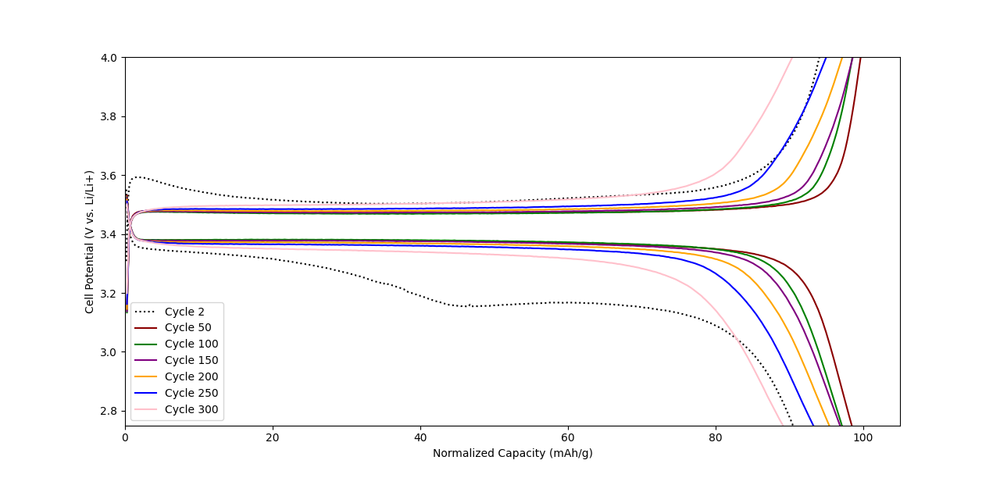 4.0
3.8
3.6
3.4
3.2
3.0
2.8
Cell Potential (V vs. Li/Li+)
Cycle 2
Cycle 50
Cycle 100
Cycle 150
Cycle 200
Cycle 250
Cycle 300
0 20 40 60 80 100
Normalized Capacity (mAh/g)